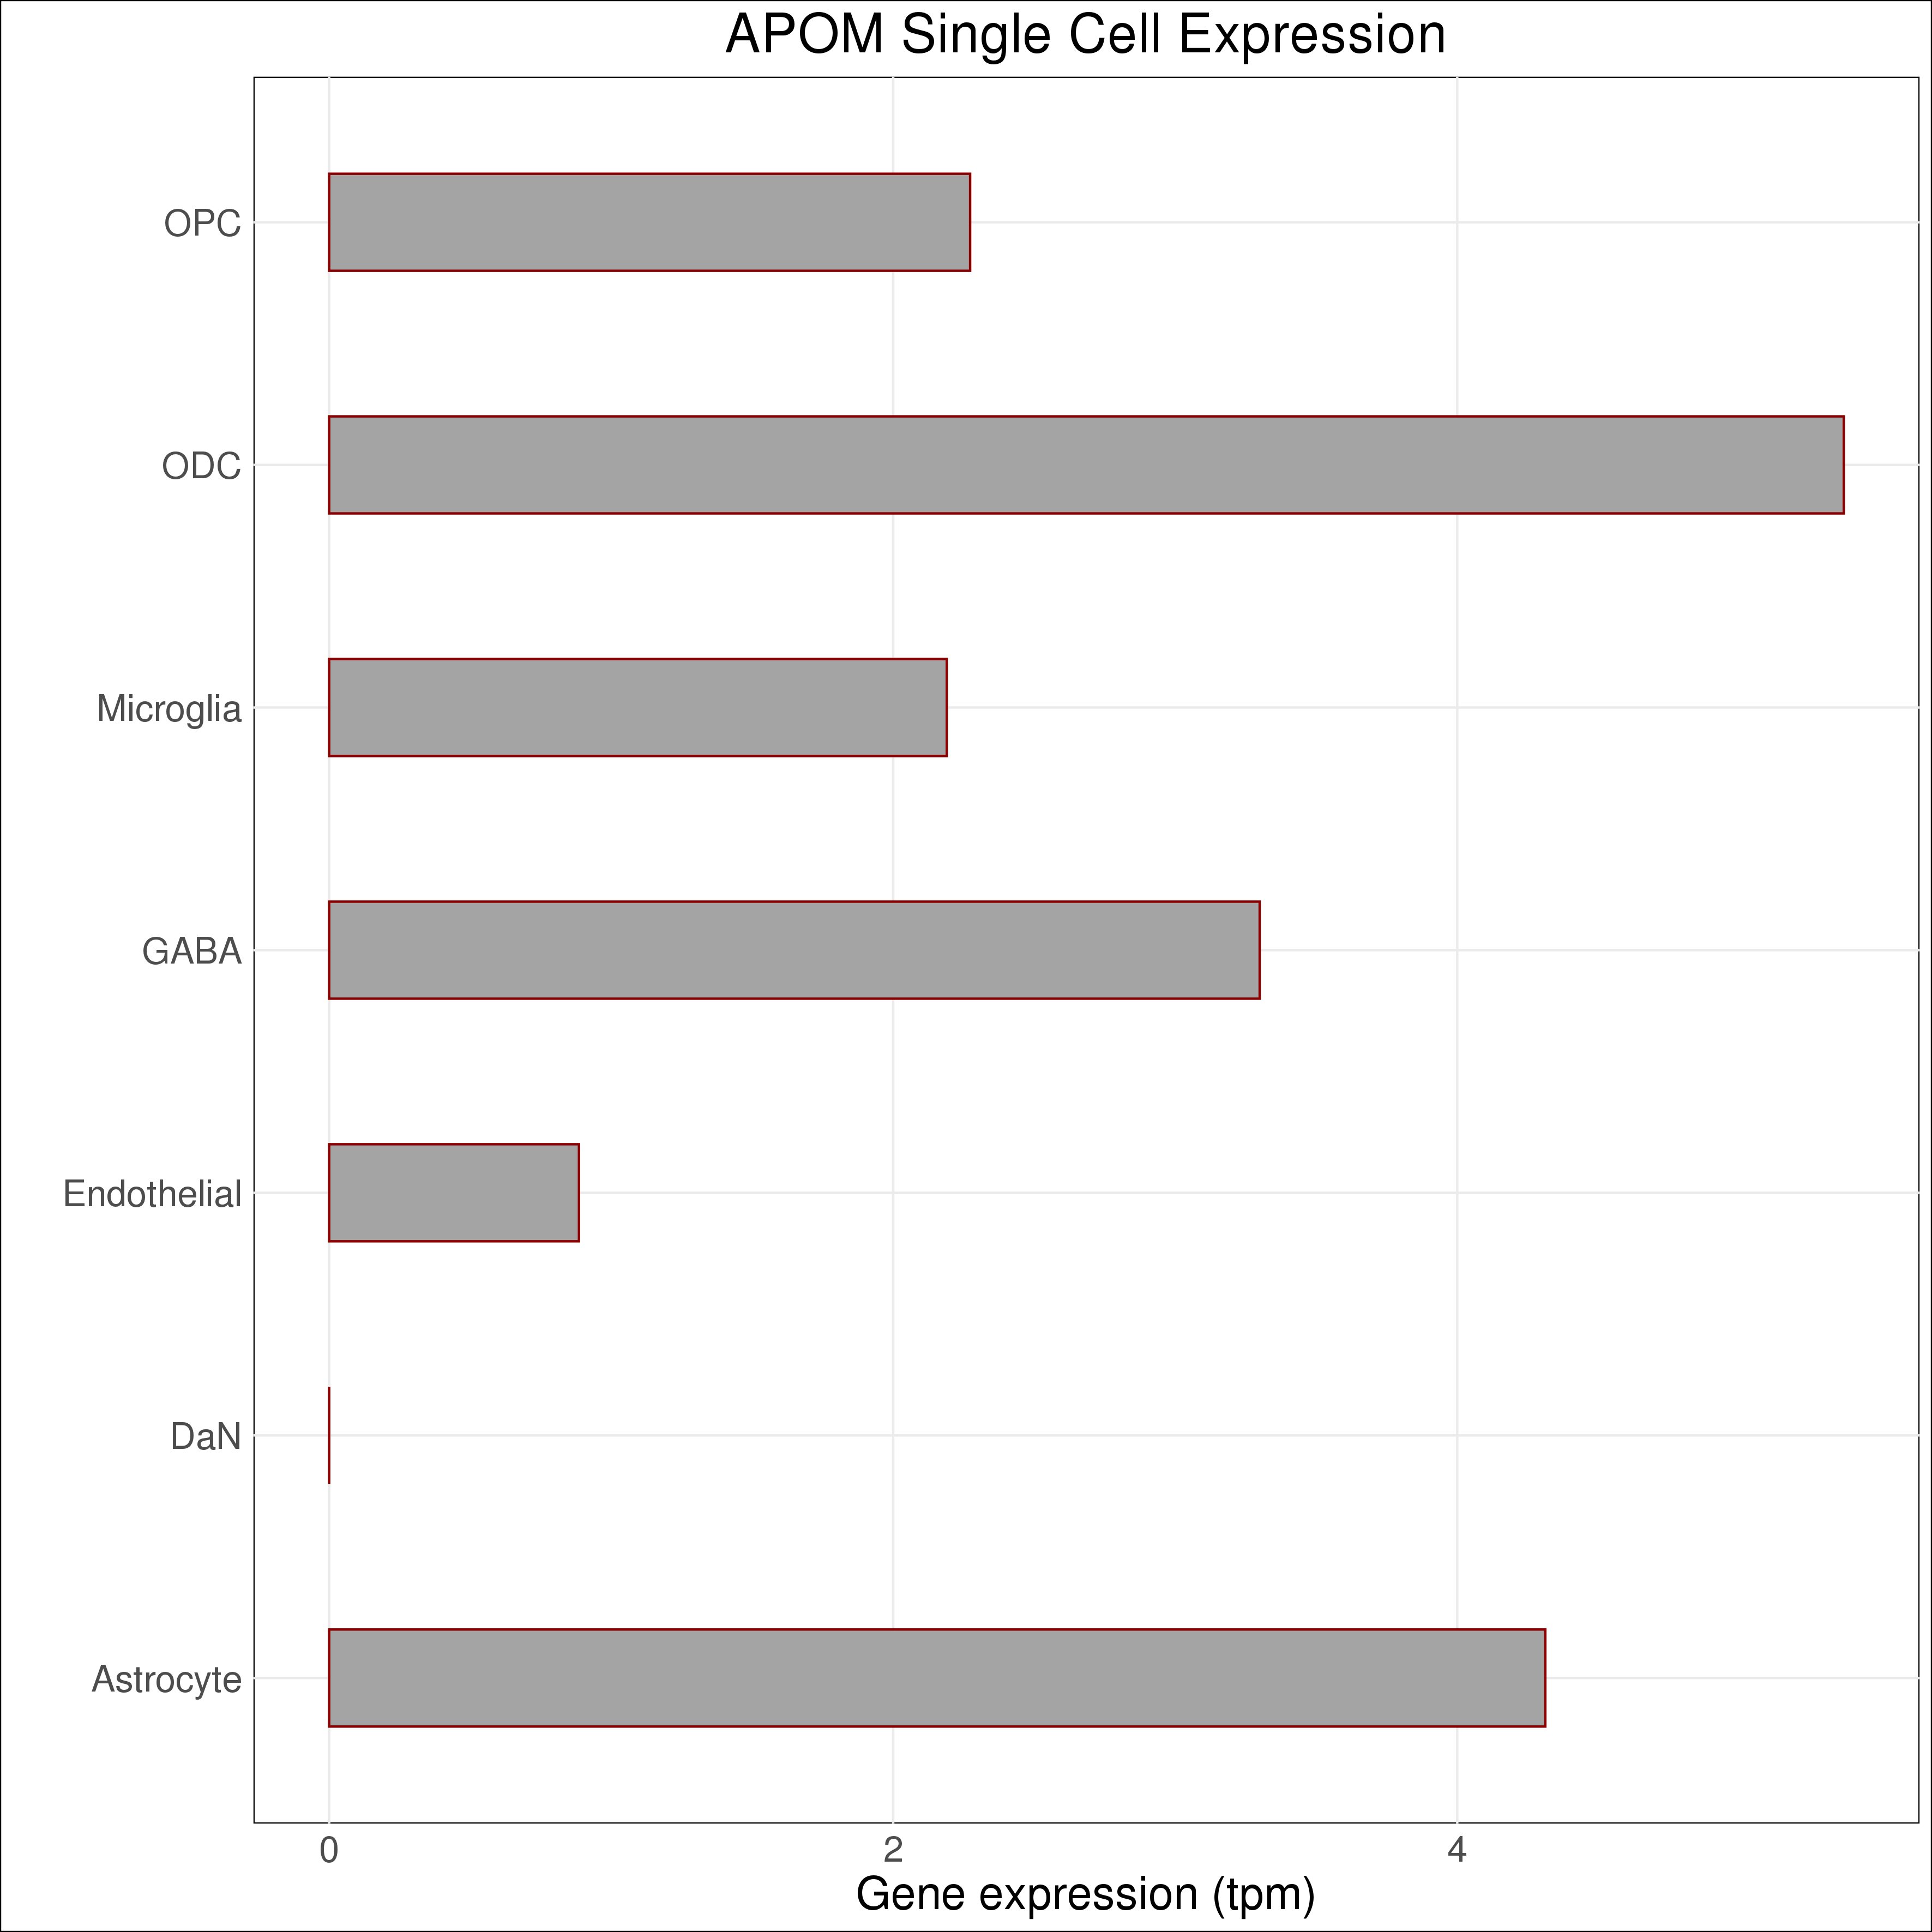 APOM Single Cell Expression
OPC
ODC
Microglia
GABA
Endothelial
DaN
Astrocyte
0 2 4
Gene expression (tpm)